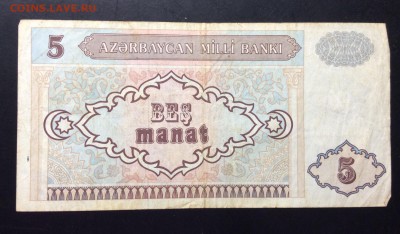 COINS.LAVE.RU
5 AZƏRBAYCAN MİLLİ BANKI
BEŞ
manat
5